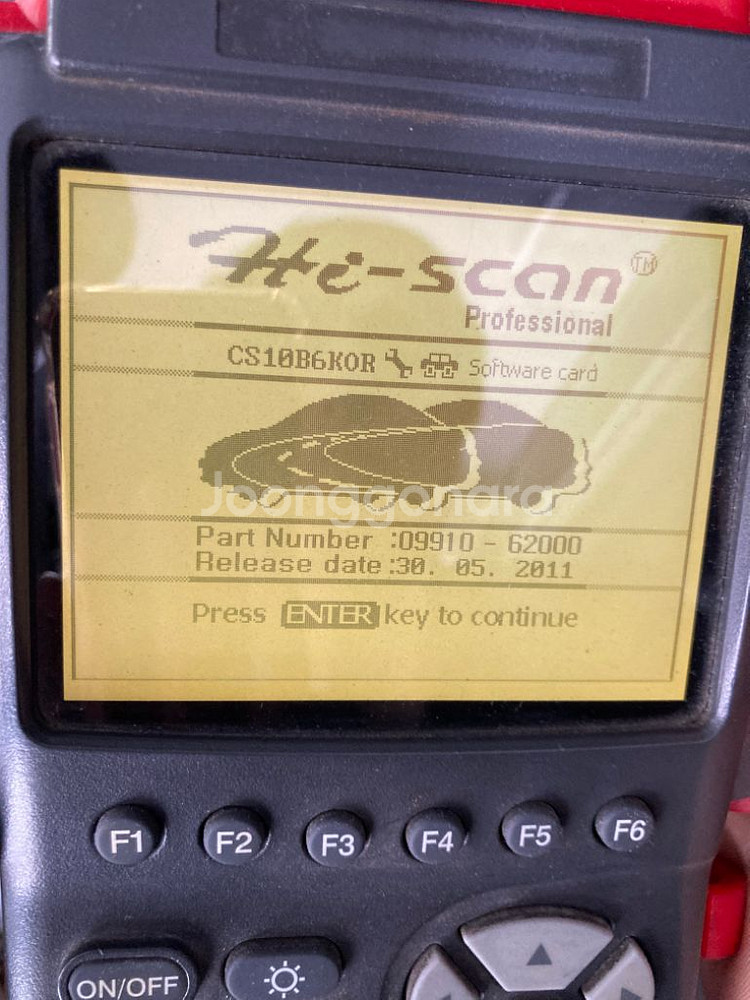 Hi-scan™
Professional
CS10B6KOR Software card
Joonggonara
Part Number :09910 - 62000
Release date:30. 05. 2011
Press ENTER key to continue
F1 F2 F3 F4 F5 F6
ON/OFF